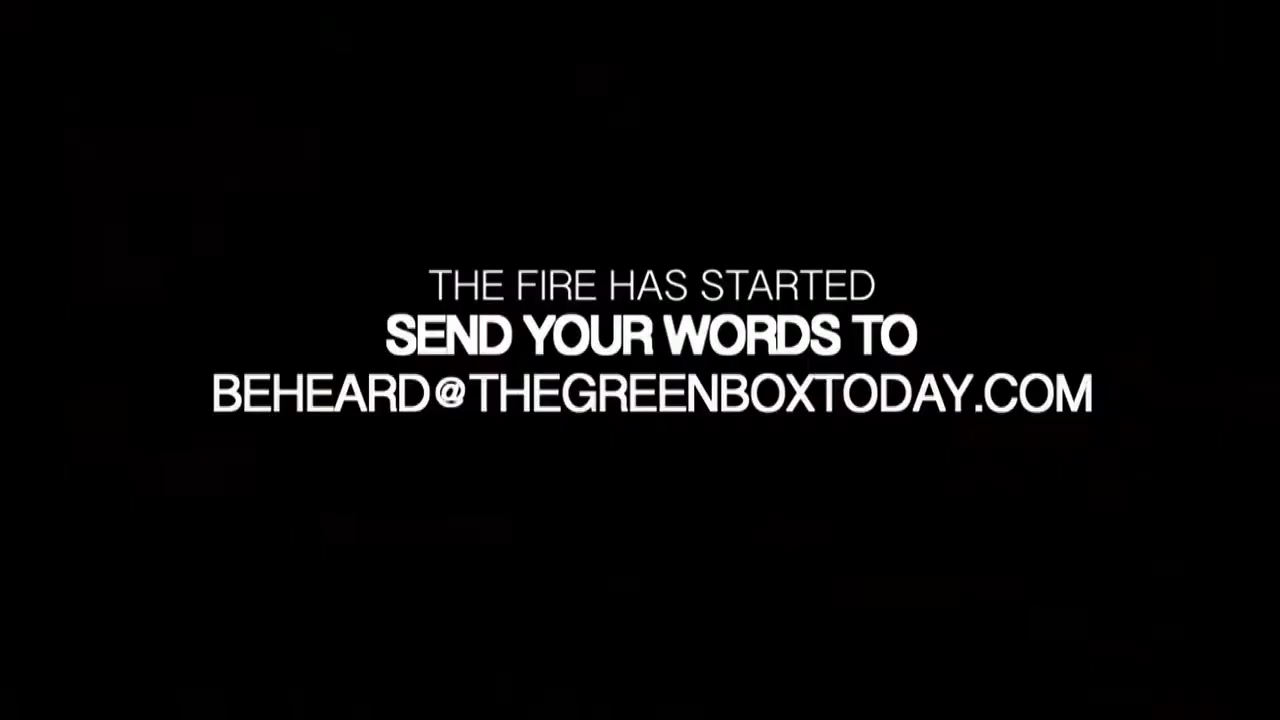 THE FIRE HAS STARTED
SEND YOUR WORDS TO
BEHEARD@THEGREENBOXTODAY.COM